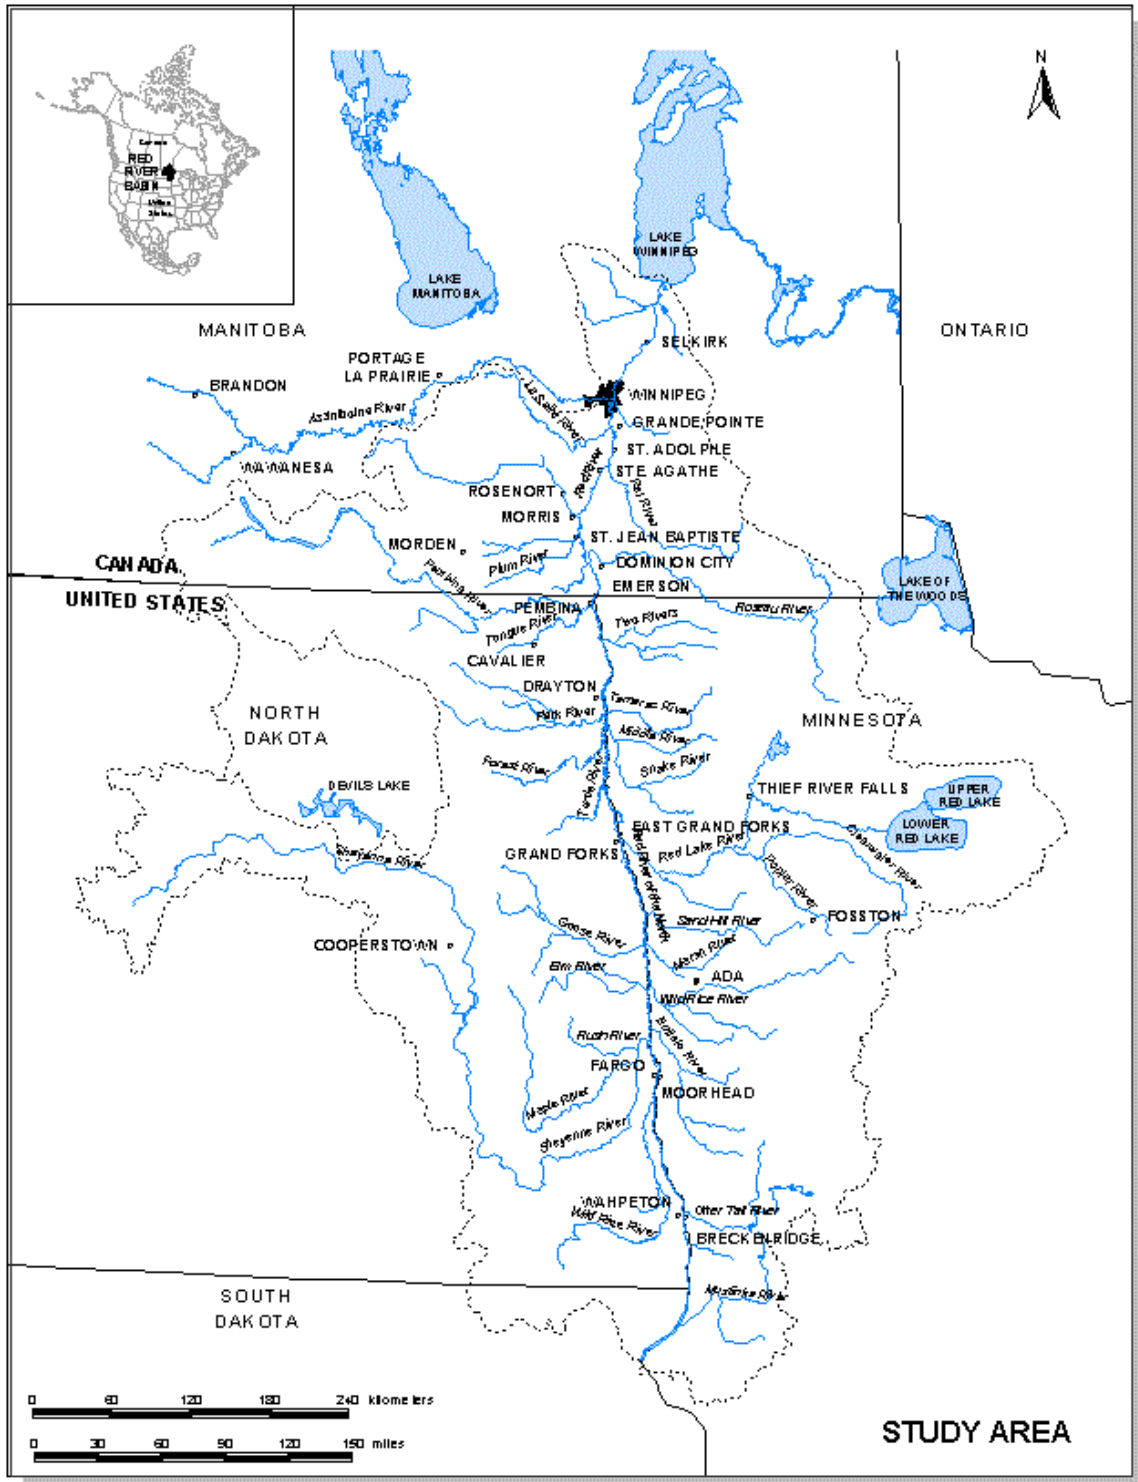 Canada
RED
RIVER
BASIN
United
States
N
LAKE
WINNIPEG
LAKE
MANITOBA
MANITOBA
ONTARIO
SELKIRK
PORTAGE
LA PRAIRIE
BRANDON
WINNIPEG
Assiniboine River
La Salle River
GRANDE POINTE
ST. ADOLPHE
WAWANESA
STE AGATHE
Red River
ROSENORT
Rat River
MORRIS
ST. JEAN BAPTISTE
MORDEN
Plum River
DOMINION CITY
CANADA
Pembina River
EMERSON
LAKE OF
THE WOODS
UNITED STATES
PEMBINA
Roseau River
Two Rivers
Tongue River
CAVALIER
DRAYTON
Tamarac River
NORTH
DAKOTA
Park River
MINNESOTA
Middle River
Forest River
Snake River
DEVILS LAKE
Turtle River
THIEF RIVER FALLS
UPPER
RED LAKE
LOWER
RED LAKE
EAST GRAND FORKS
Clearwater River
Red Lake River
GRAND FORKS
Sheyenne River
Poplar River
Red River of the North
Sand Hill River
FOSSTON
COOPERSTOWN
Goose River
Marsh River
Elm River
ADA
Wild Rice River
Rush River
Buffalo River
FARGO
MOORHEAD
Maple River
Sheyenne River
WAHPETON
Otter Tail River
Wild Rice River
BRECKENRIDGE
Mustinka River
SOUTH
DAKOTA
0 60 120 180 240 kilometers
0 30 60 90 120 150 miles
STUDY AREA